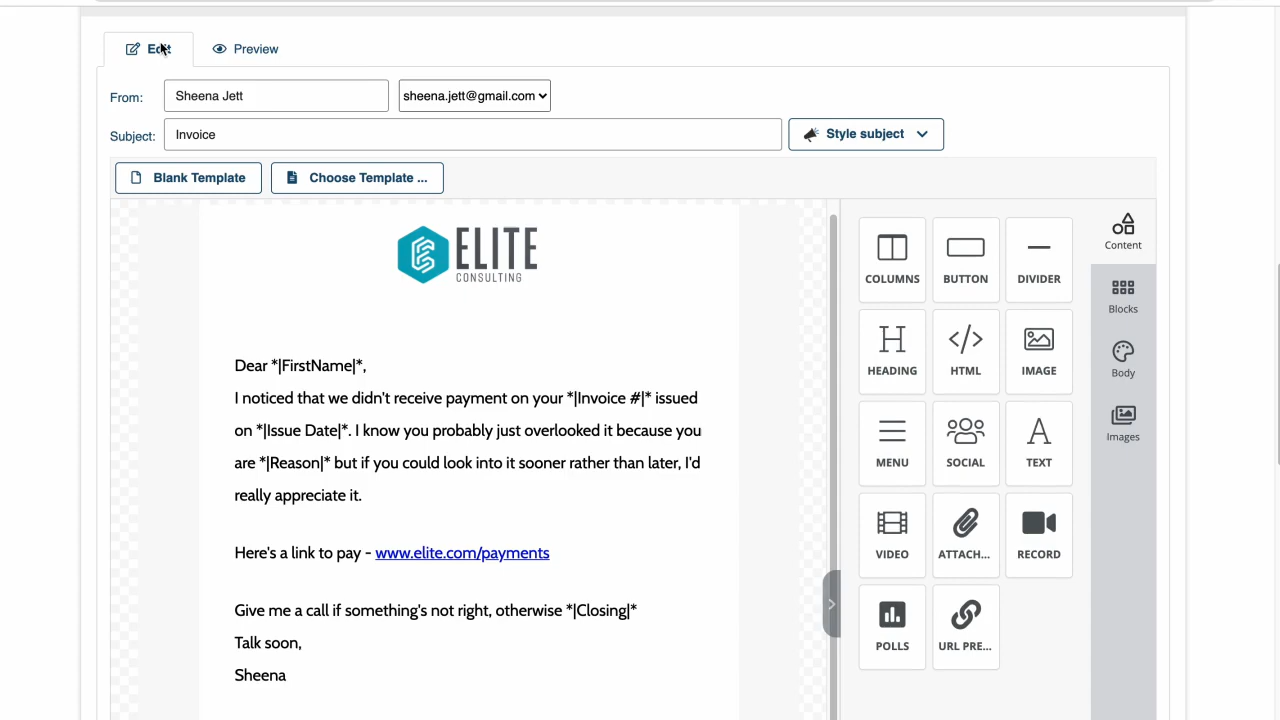 Edit Preview
From: Sheena Jett sheena.jett@gmail.com
Subject: Invoice Style subject
Blank Template Choose Template ...
ELITE
CONSULTING
Dear *|FirstName|*,
I noticed that we didn't receive payment on your *|Invoice #|* issued
on *|Issue Date|*. I know you probably just overlooked it because you
are *|Reason|* but if you could look into it sooner rather than later, I'd
really appreciate it.
Here's a link to pay - www.elite.com/payments
Give me a call if something's not right, otherwise *|Closing|*
Talk soon,
Sheena
COLUMNS BUTTON DIVIDER
HEADING HTML IMAGE
MENU SOCIAL TEXT
VIDEO ATTACH... RECORD
POLLS URL PRE...
Content
Blocks
Body
Images